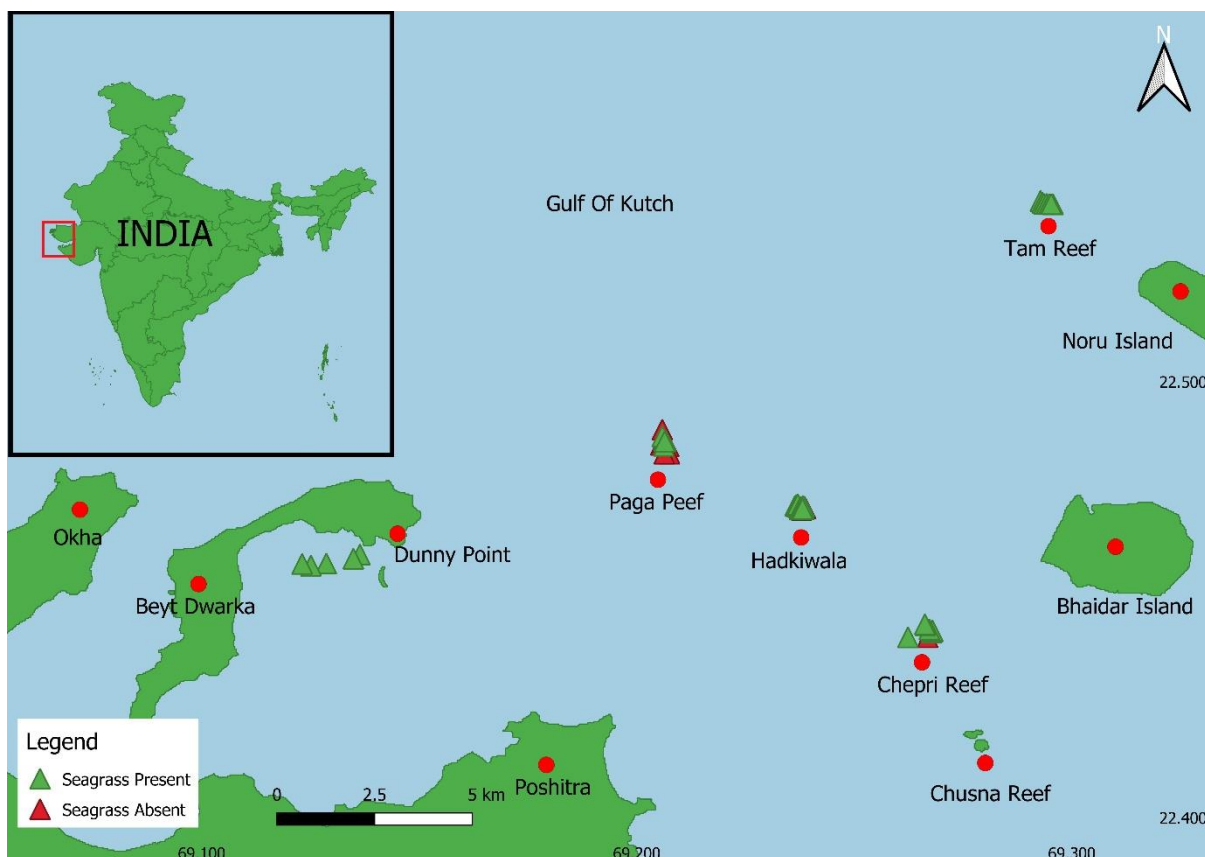 N
INDIA
Gulf Of Kutch
Tam Reef
Noru Island
22.500
Paga Peef
Okha
Dunny Point
Hadkiwala
Beyt Dwarka
Bhaidar Island
Chepri Reef
Legend
Seagrass Present
Seagrass Absent
Poshitra
0 2.5 5 km
Chusna Reef
22.400
69.100 69.200 69.300